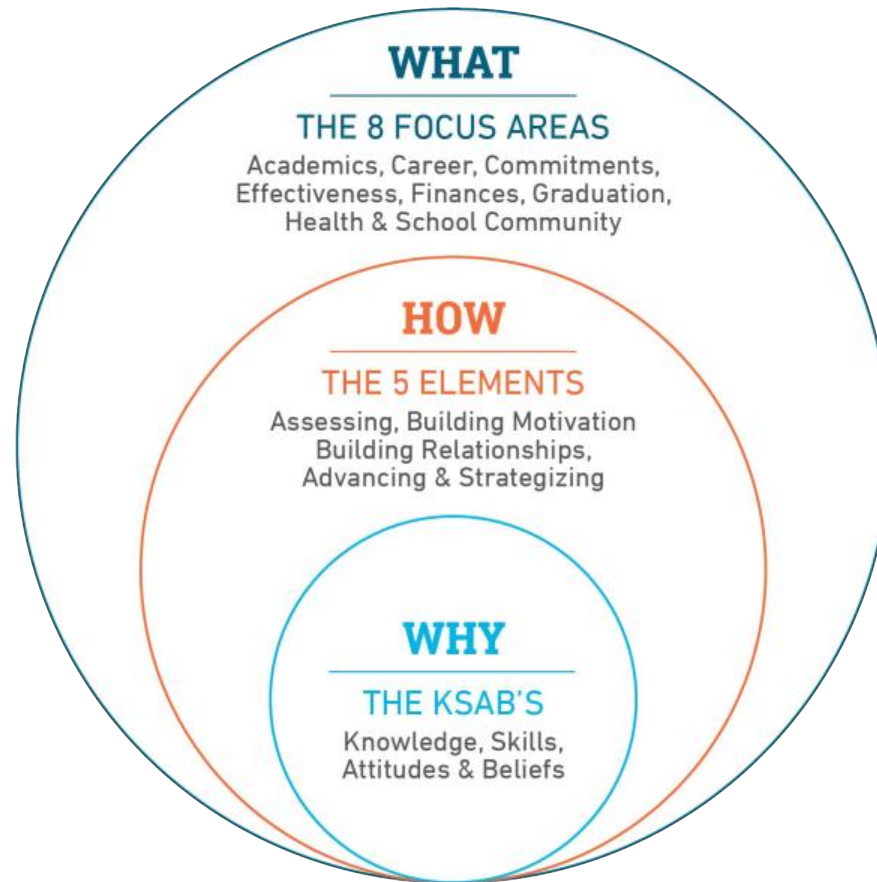 WHAT
THE 8 FOCUS AREAS
Academics, Career, Commitments,
Effectiveness, Finances, Graduation,
Health & School Community
HOW
THE 5 ELEMENTS
Assessing, Building Motivation
Building Relationships,
Advancing & Strategizing
WHY
THE KSAB'S
Knowledge, Skills,
Attitudes & Beliefs